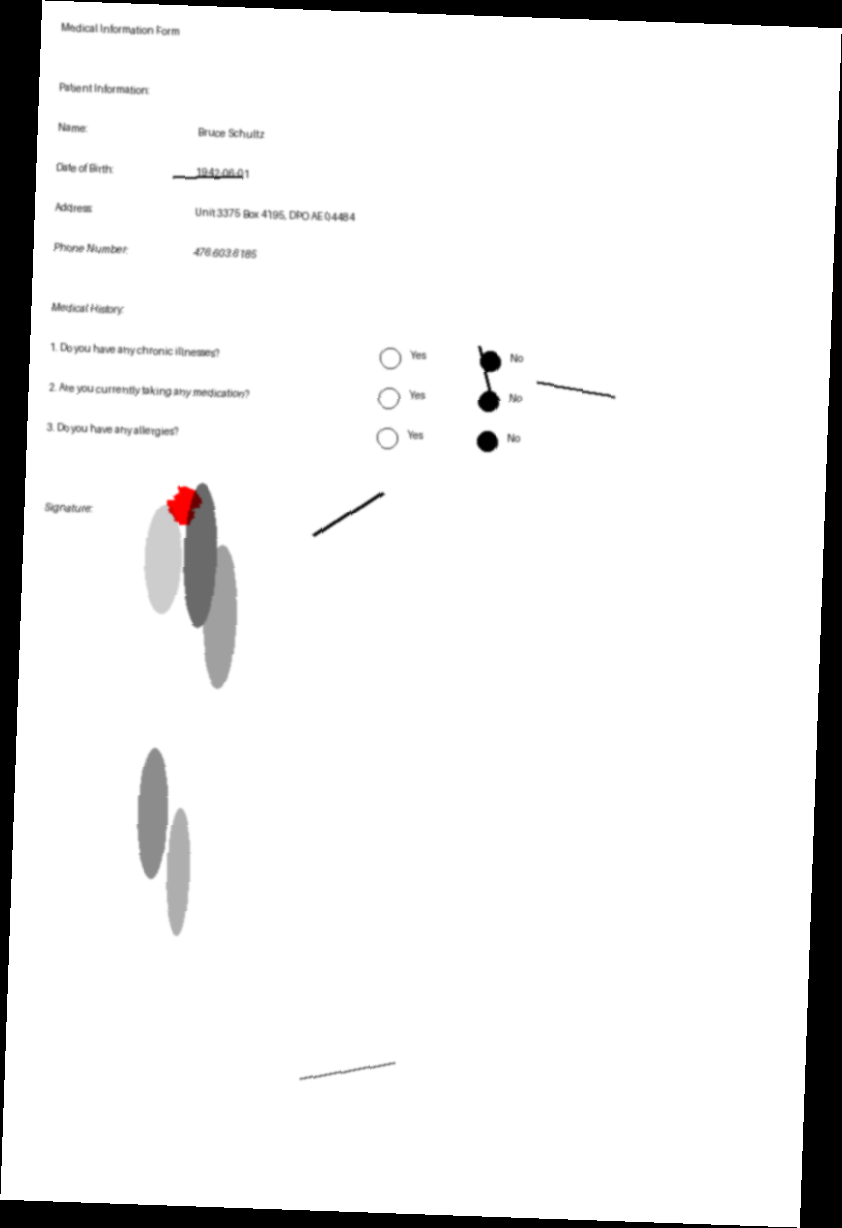 Medical Information Form
Patient Information:
Name: Bruce Schultz
Date of Birth: 1942-06-01
Address: Unit 3375 Box 4195, DPO AE 04484
Phone Number: 476.603.6185
Medical History:
1. Do you have any chronic illnesses? Yes No
2. Are you currently taking any medication? Yes No
3. Do you have any allergies? Yes No
Signature: